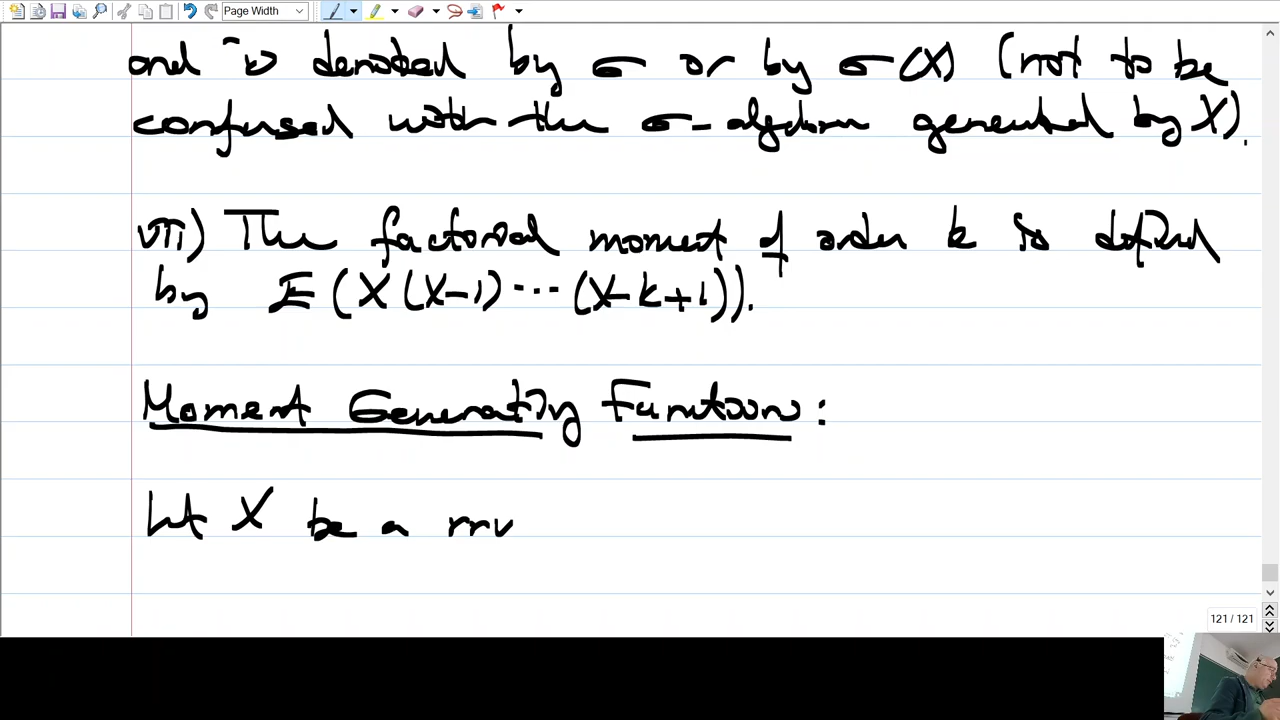 Page Width
and is denoted by σ or by σ(X) (not to be
confused with the σ-algebra generated by X).
vii) The factorial moment of order k is defined
by E(X(X-1)···(X-k+1)).
Moment Generating Functions:
Let X be a rrv
121 / 121